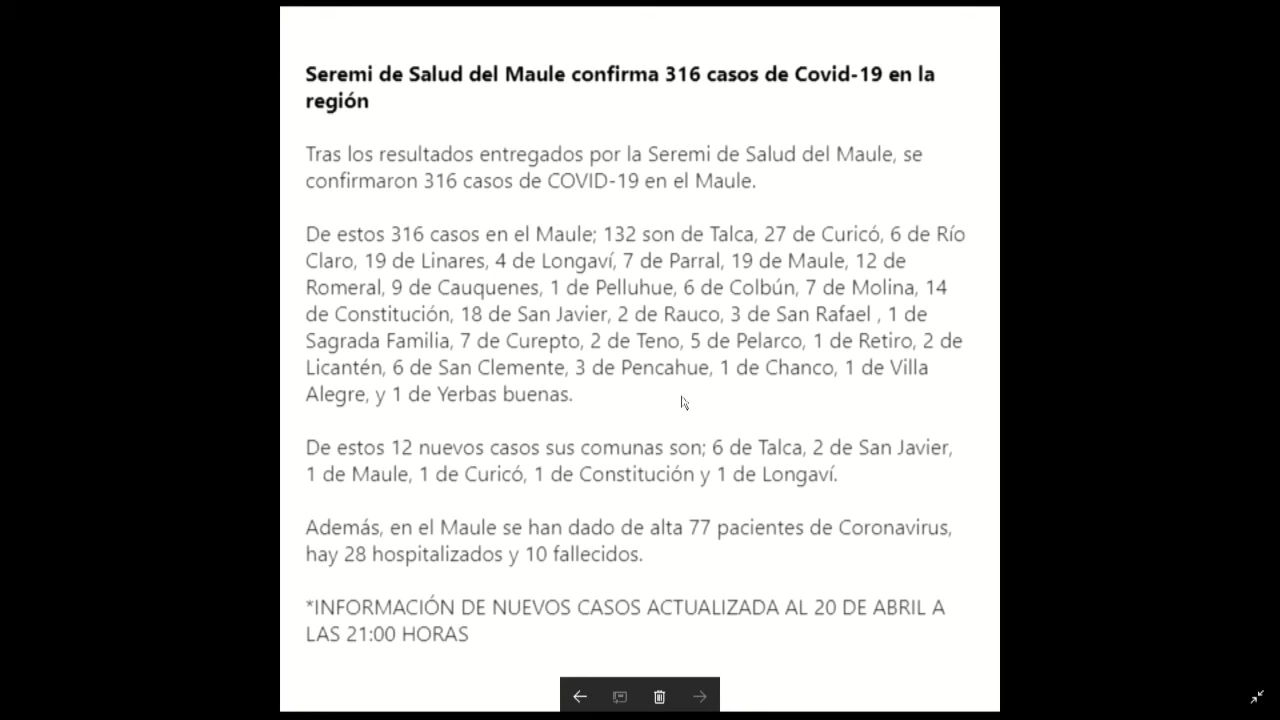 Seremi de Salud del Maule confirma 316 casos de Covid-19 en la
región
Tras los resultados entregados por la Seremi de Salud del Maule, se
confirmaron 316 casos de COVID-19 en el Maule.
De estos 316 casos en el Maule; 132 son de Talca, 27 de Curicó, 6 de Río
Claro, 19 de Linares, 4 de Longaví, 7 de Parral, 19 de Maule, 12 de
Romeral, 9 de Cauquenes, 1 de Pelluhue, 6 de Colbún, 7 de Molina, 14
de Constitución, 18 de San Javier, 2 de Rauco, 3 de San Rafael , 1 de
Sagrada Familia, 7 de Curepto, 2 de Teno, 5 de Pelarco, 1 de Retiro, 2 de
Licantén, 6 de San Clemente, 3 de Pencahue, 1 de Chanco, 1 de Villa
Alegre, y 1 de Yerbas buenas.
De estos 12 nuevos casos sus comunas son; 6 de Talca, 2 de San Javier,
1 de Maule, 1 de Curicó, 1 de Constitución y 1 de Longaví.
Además, en el Maule se han dado de alta 77 pacientes de Coronavirus,
hay 28 hospitalizados y 10 fallecidos.
*INFORMACIÓN DE NUEVOS CASOS ACTUALIZADA AL 20 DE ABRIL A
LAS 21:00 HORAS